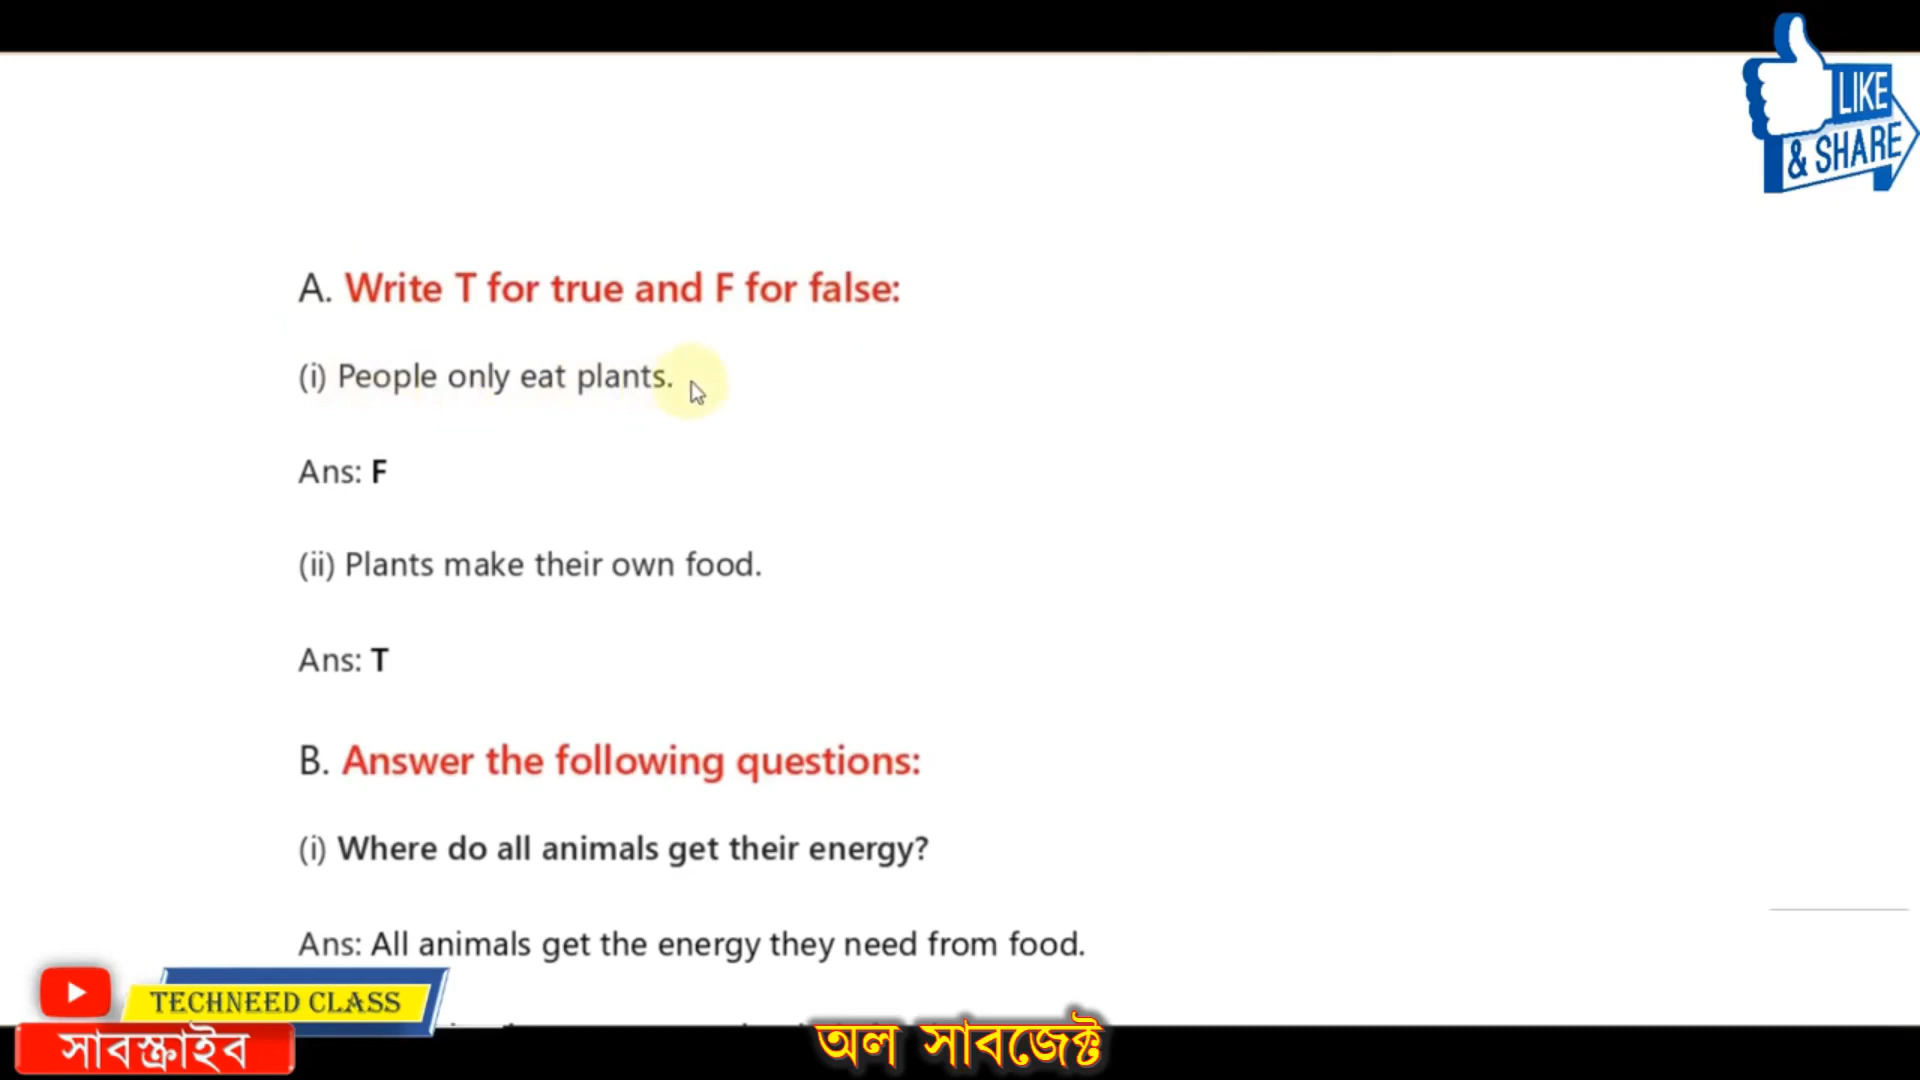 LIKE
& SHARE
A. Write T for true and F for false:
(i) People only eat plants.
Ans: F
(ii) Plants make their own food.
Ans: T
B. Answer the following questions:
(i) Where do all animals get their energy?
Ans: All animals get the energy they need from food.
TECHNEED CLASS
সাবস্ক্রাইব
অল সাবজেক্ট